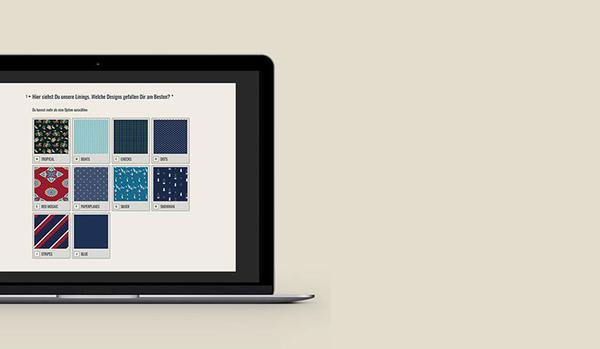 1 Hier siehst Du unsere Linings. Welche Designs gefallen Dir am Besten? *
Du kannst mehr als eine Option auswählen
TROPICAL BOATS CHECKS DOTS
RED MOSAIC PAPERPLANES SILVER SNOWMAN
STRIPES BLUE